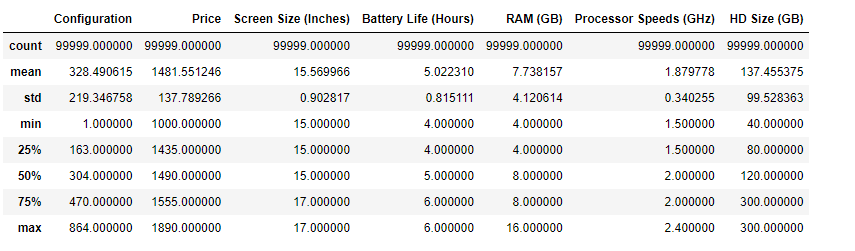 Configuration Price Screen Size (Inches) Battery Life (Hours) RAM (GB) Processor Speeds (GHz) HD Size (GB)
count 99999.000000 99999.000000 99999.000000 99999.000000 99999.000000 99999.000000 99999.000000
mean 328.490615 1481.551246 15.569966 5.022310 7.738157 1.879778 137.455375
std 219.346758 137.789266 0.902817 0.815111 4.120614 0.340255 99.528363
min 1.000000 1000.000000 15.000000 4.000000 4.000000 1.500000 40.000000
25% 163.000000 1435.000000 15.000000 4.000000 4.000000 1.500000 80.000000
50% 304.000000 1490.000000 15.000000 5.000000 8.000000 2.000000 120.000000
75% 470.000000 1555.000000 17.000000 6.000000 8.000000 2.000000 300.000000
max 864.000000 1890.000000 17.000000 6.000000 16.000000 2.400000 300.000000